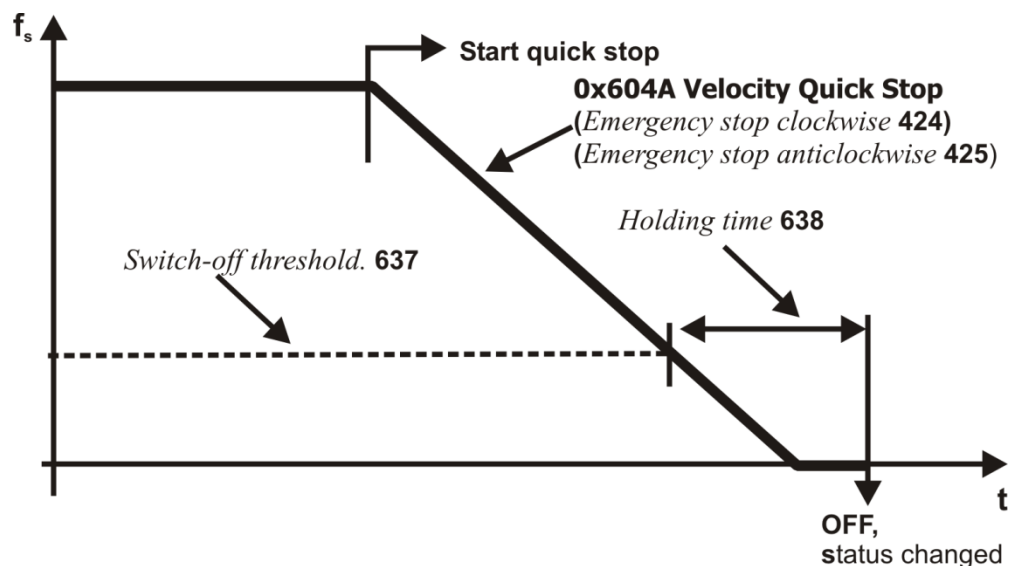 fs
Start quick stop
0x604A Velocity Quick Stop
(Emergency stop clockwise 424)
(Emergency stop anticlockwise 425)
Holding time 638
Switch-off threshold. 637
t
OFF,
status changed